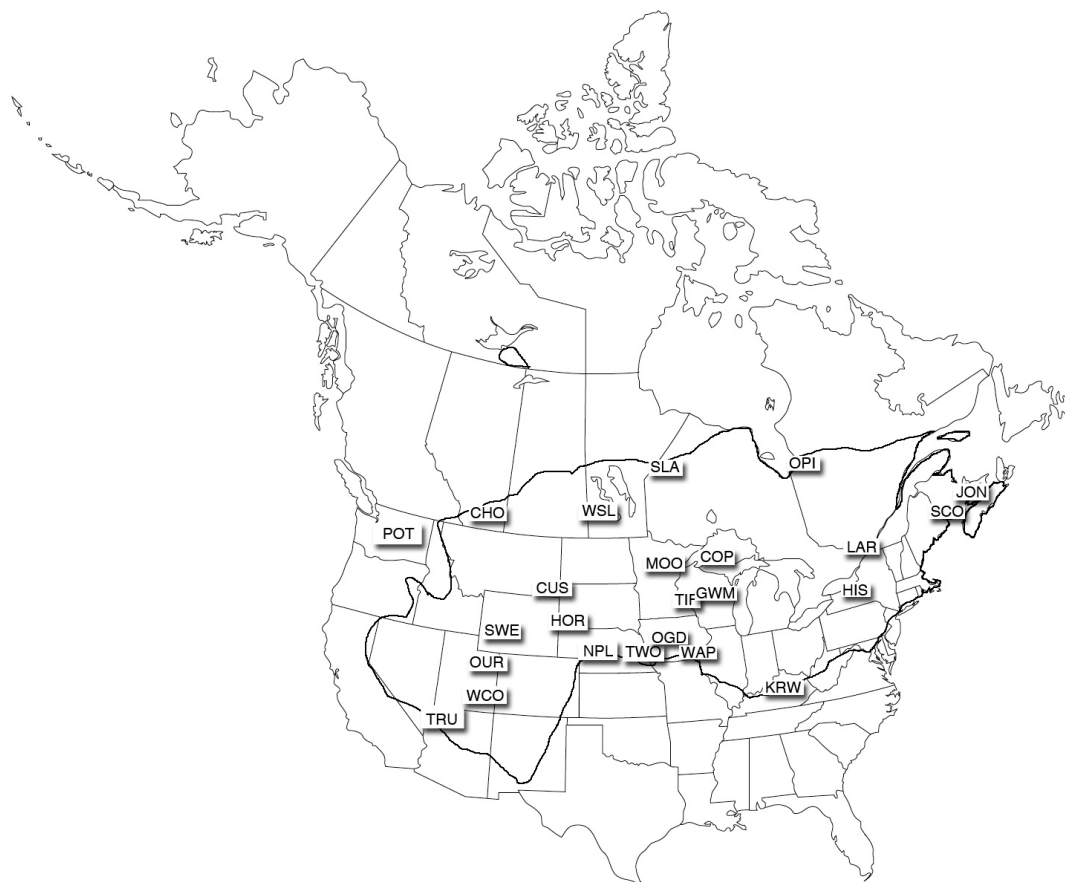 OPI
SLA
JON
SCO
CHO
WSL
POT
LAR
COP
MOO
CUS
HIS
GWM
TIF
HOR
SWE
OGD
NPL
TWO
WAP
OUR
KRW
WCO
TRU